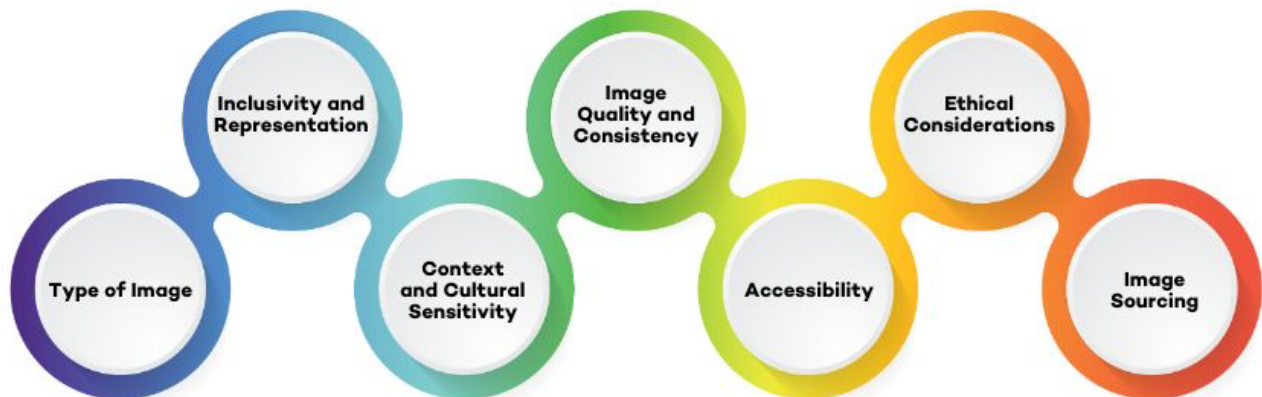 Type of Image
Inclusivity and
Representation
Context
and Cultural
Sensitivity
Image
Quality and
Consistency
Accessibility
Ethical
Considerations
Image
Sourcing